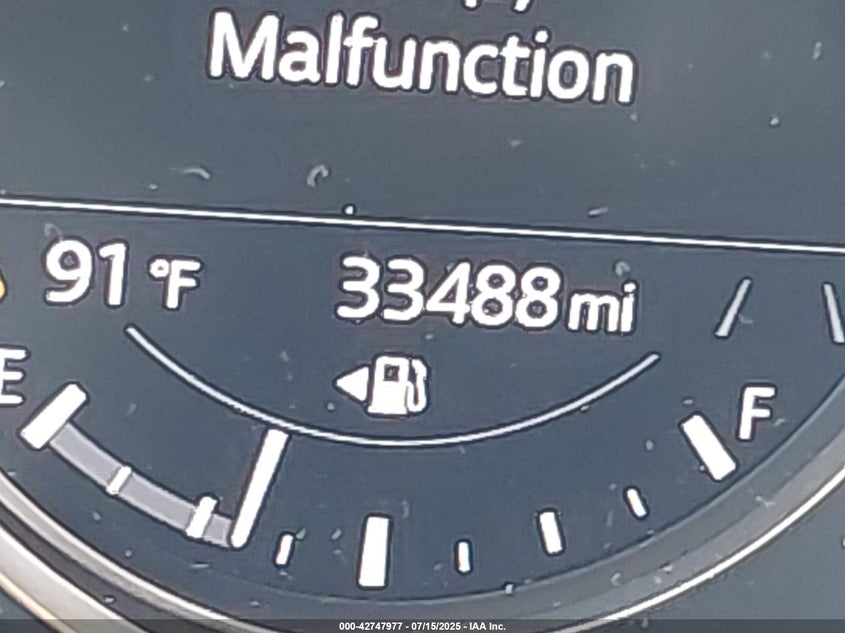 Malfunction
91 °F 33488 mi
E F
000-42747977 - 07/15/2025 - IAA Inc.